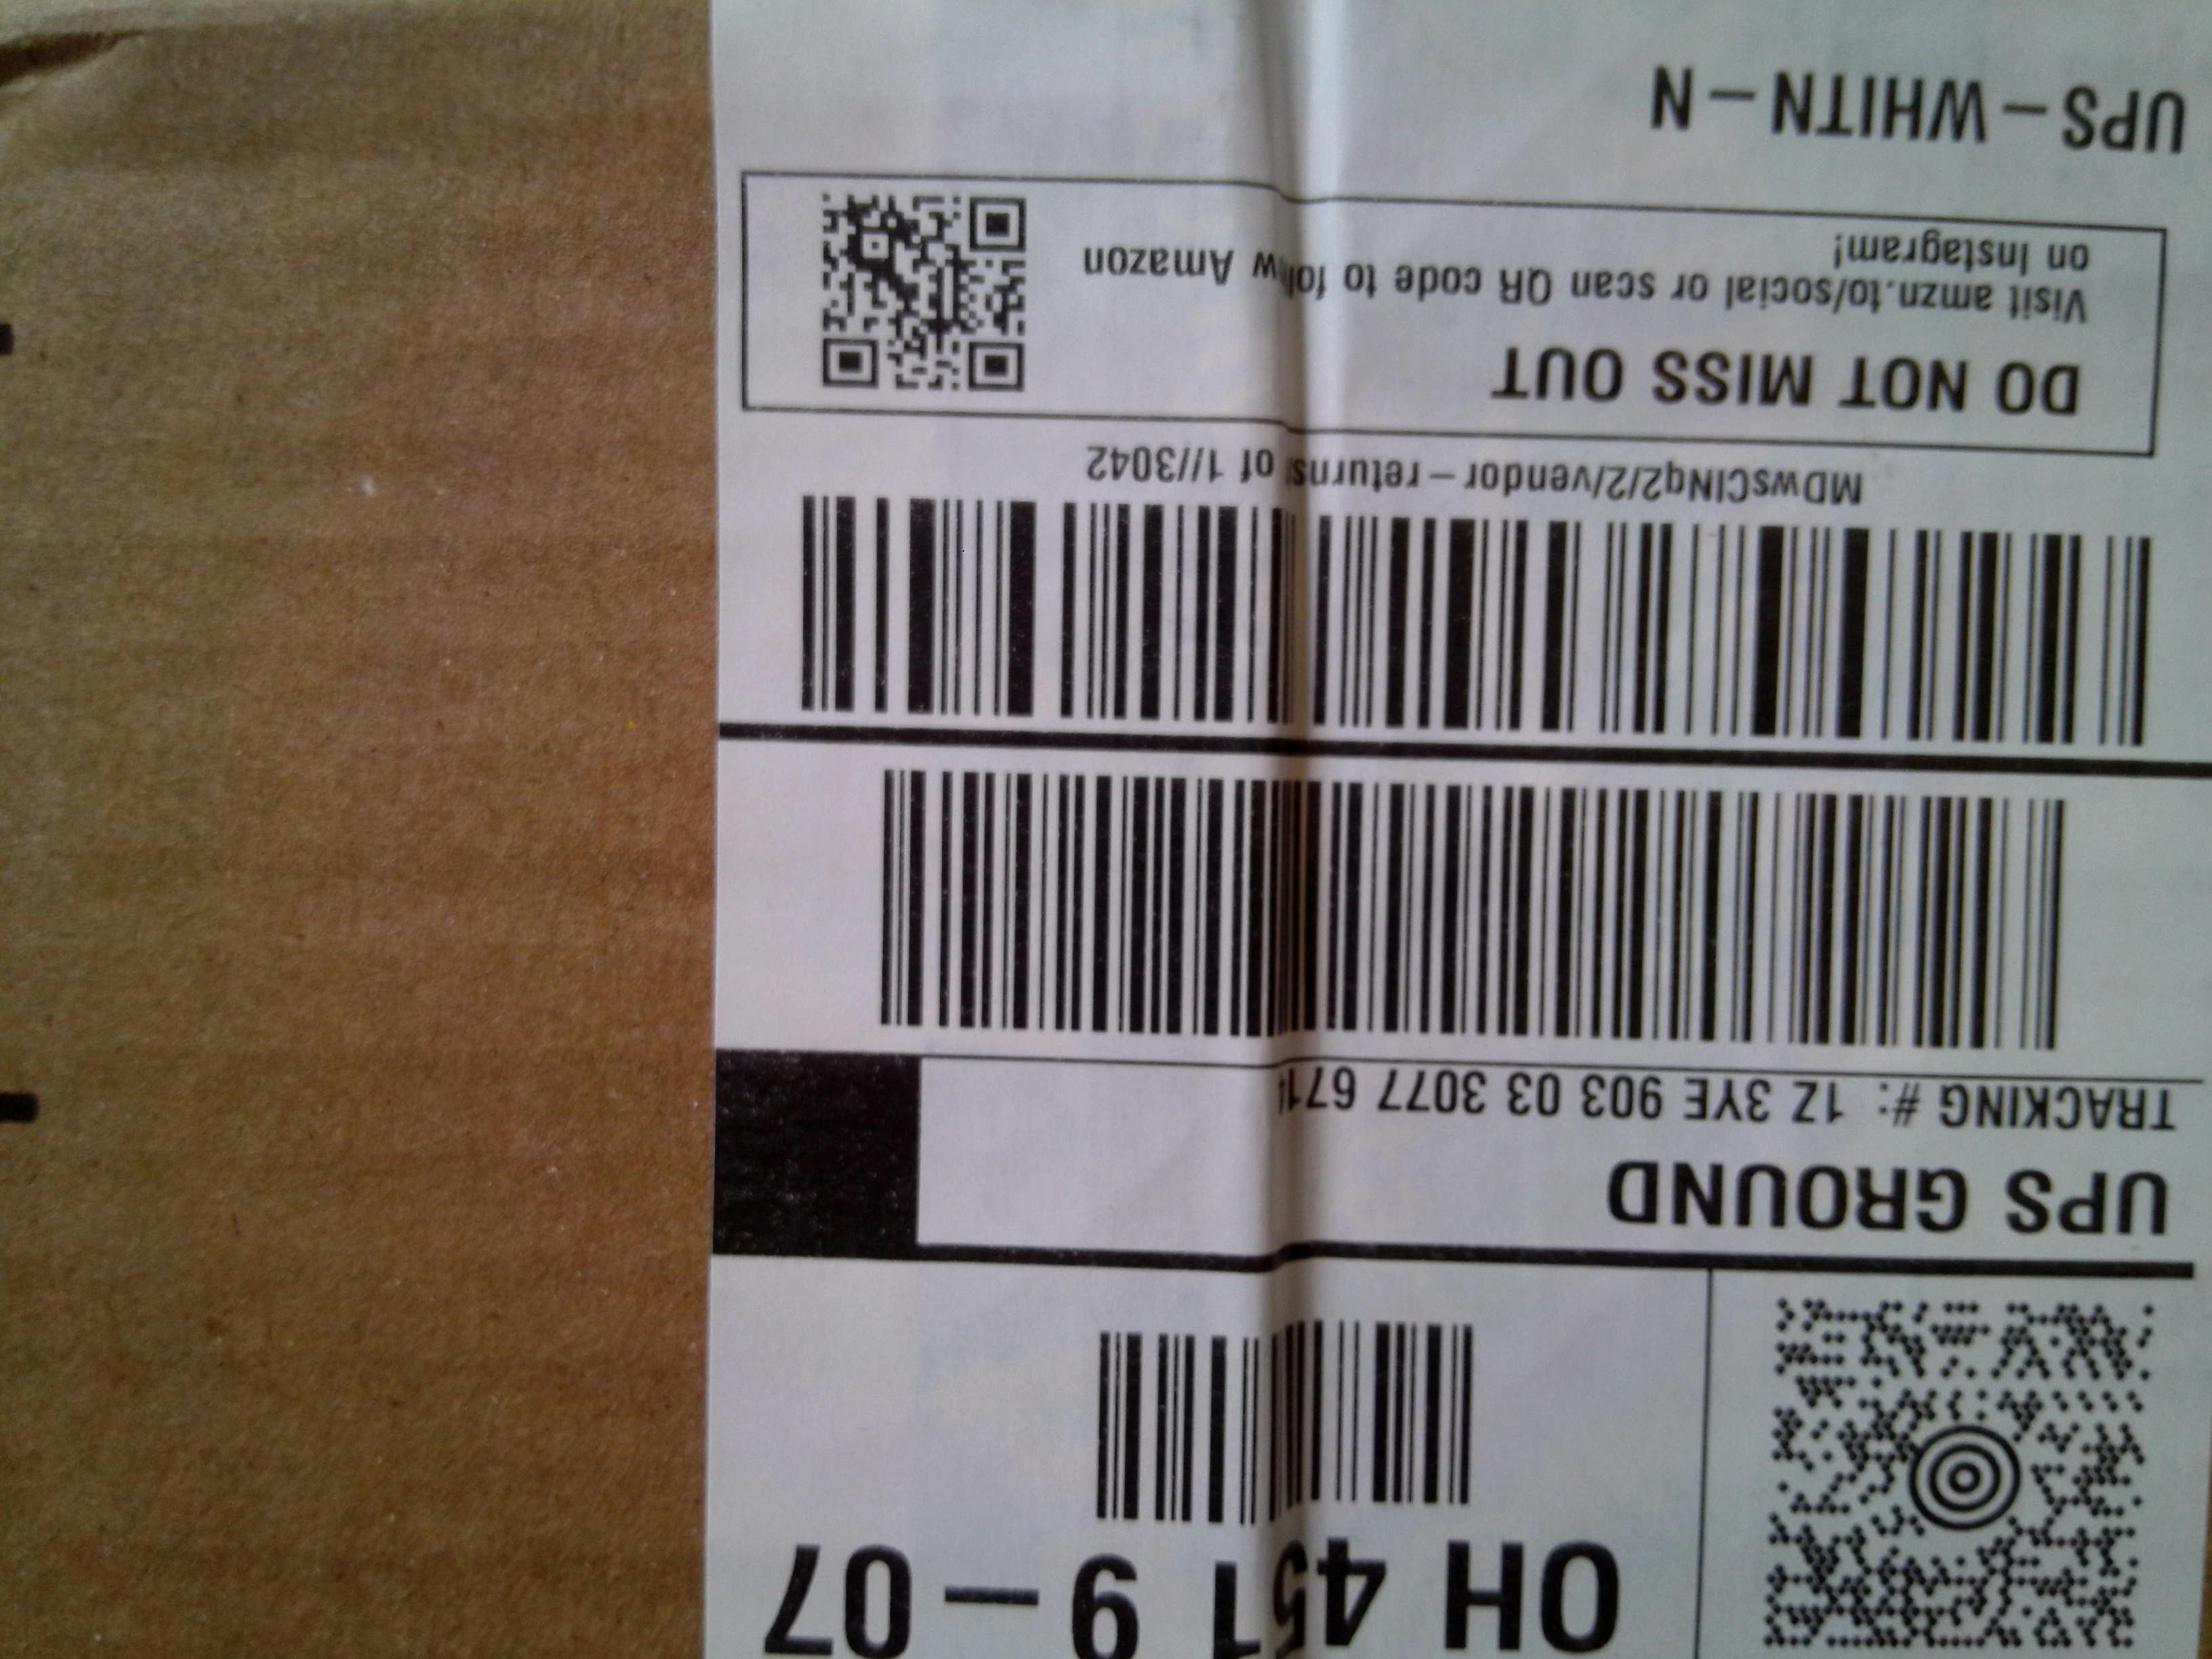 OH 451 9-07
UPS GROUND
TRACKING #: 1Z 3YE 903 03 3077 6714
MDwsClNq2/2/vendor-returns of 1//3042
DO NOT MISS OUT
Visit amzn.to/social or scan QR code to follow Amazon
on Instagram!
UPS-WHITN-N